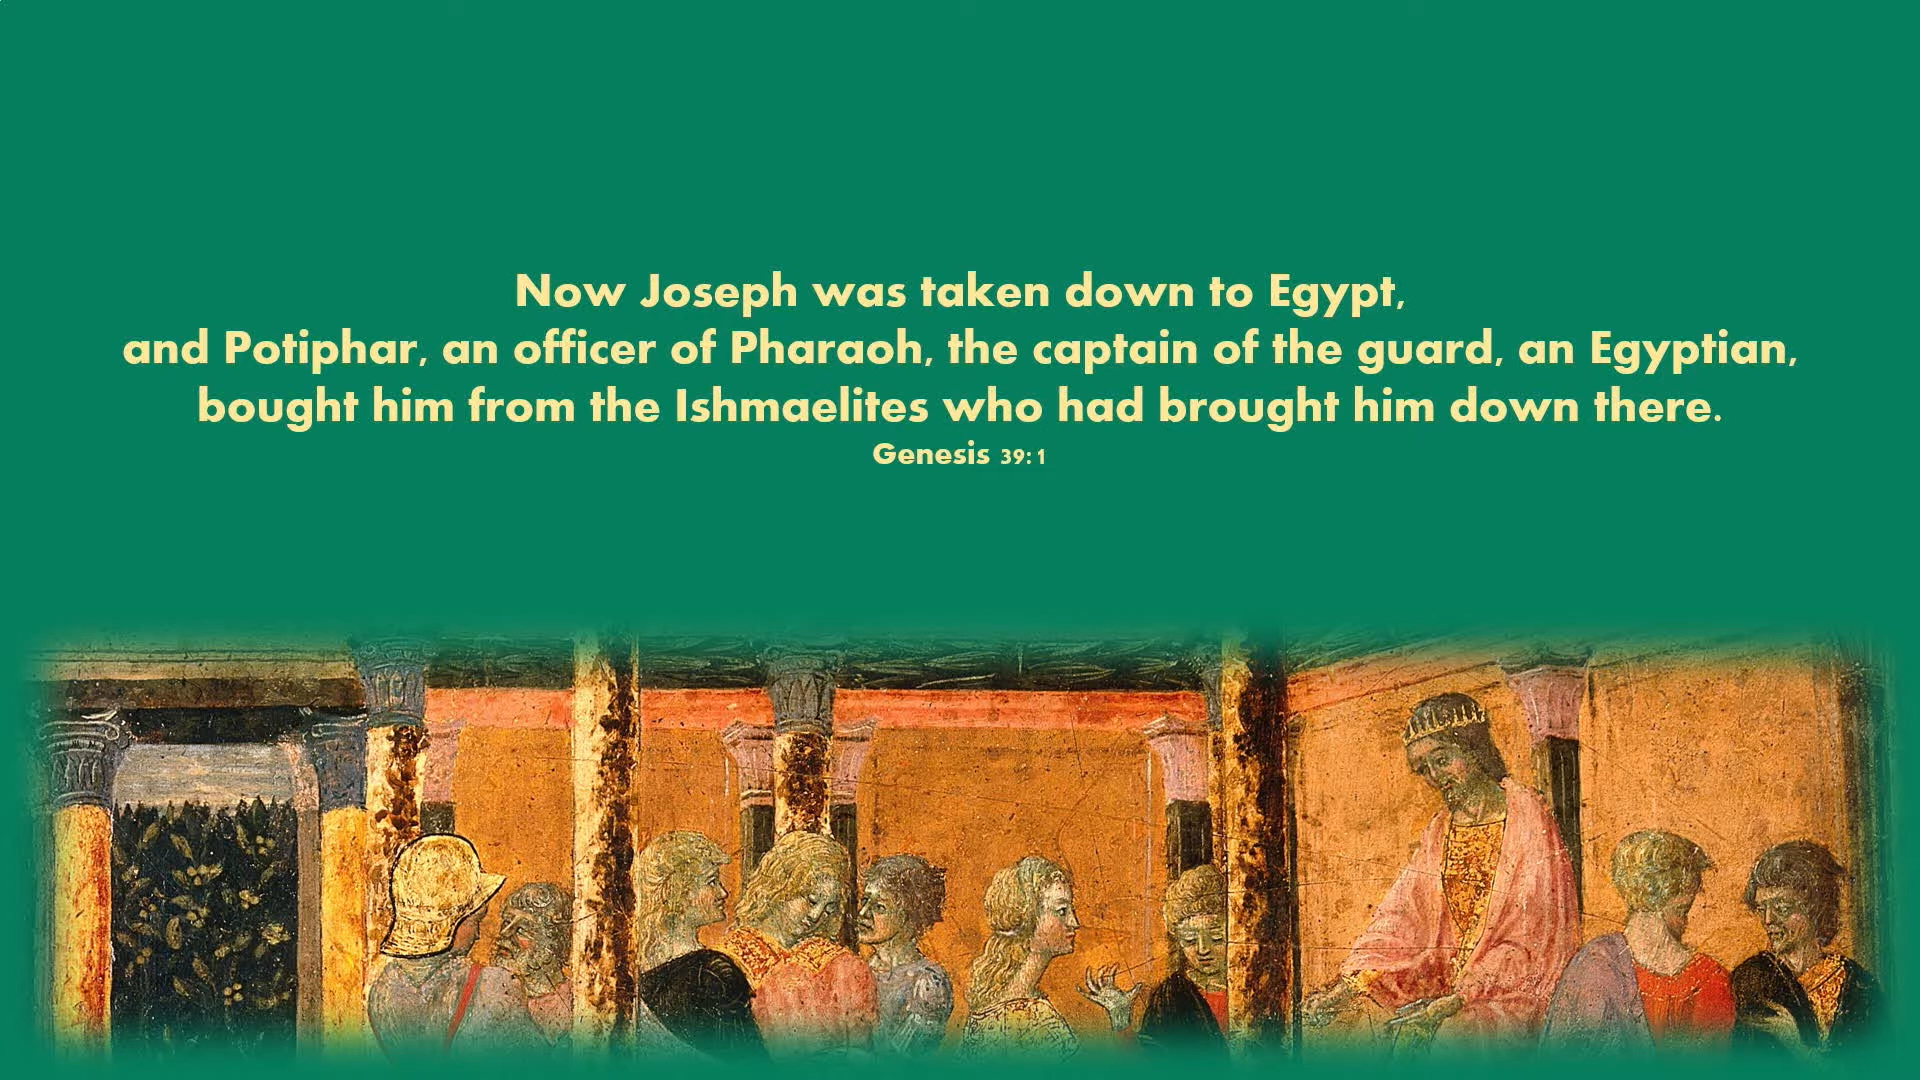 Now Joseph was taken down to Egypt,
and Potiphar, an officer of Pharaoh, the captain of the guard, an Egyptian,
bought him from the Ishmaelites who had brought him down there.
Genesis 39:1